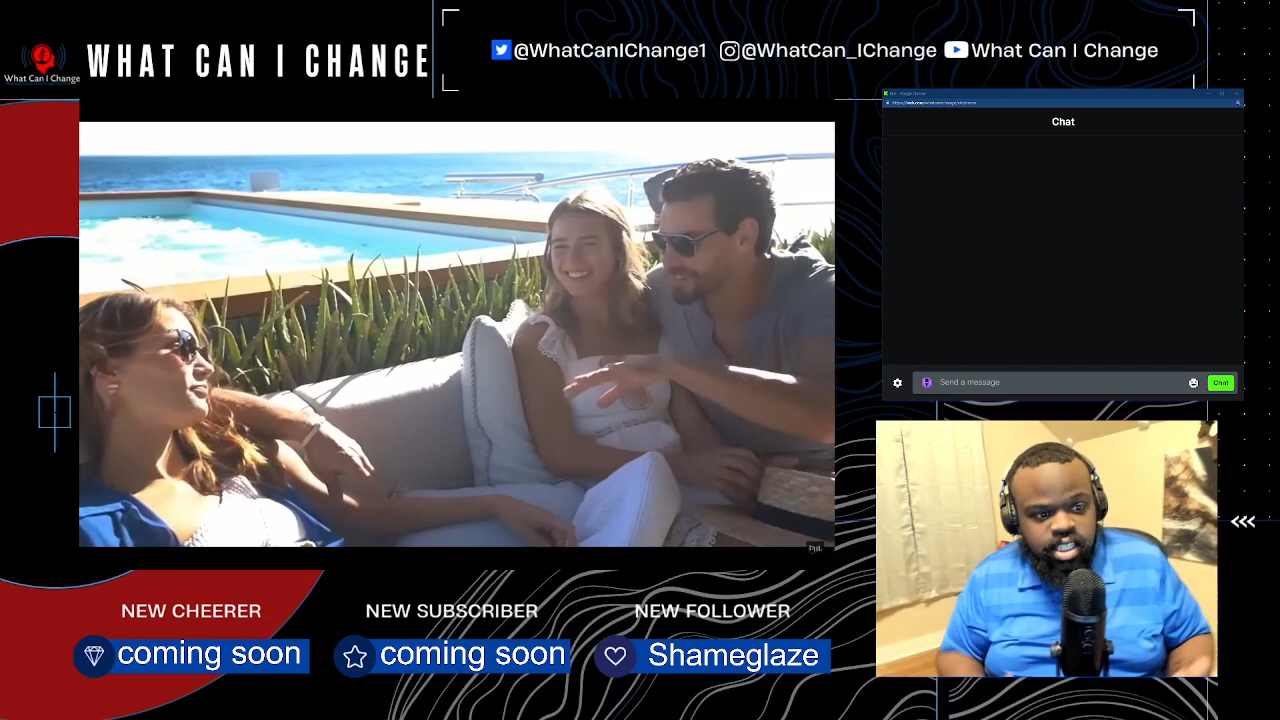 What Can I Change
WHAT CAN I CHANGE
@WhatCanIChange1
@WhatCan_IChange
What Can I Change
Chat
Send a message
Chat
NEW CHEERER
NEW SUBSCRIBER
NEW FOLLOWER
coming soon
coming soon
Shameglaze